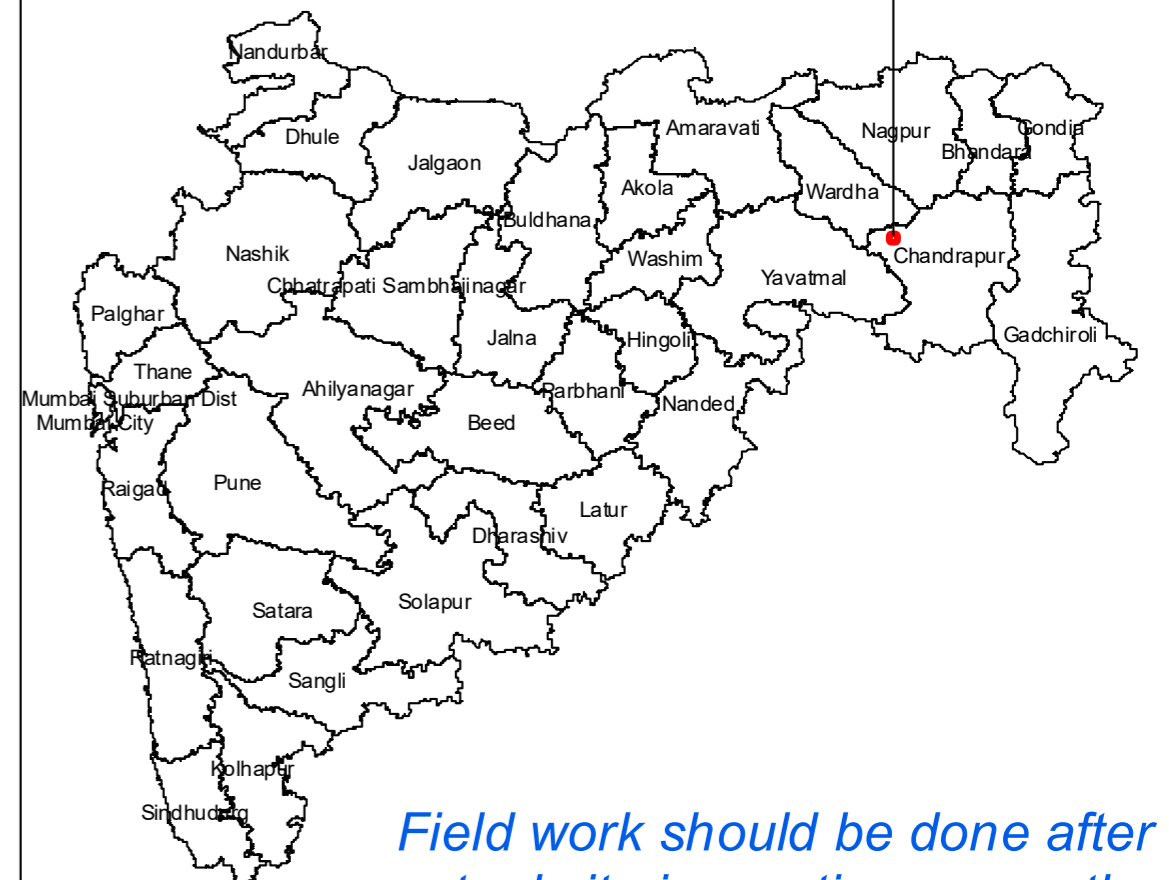 Nandurbar
Dhule
Jalgaon
Amaravati
Nagpur
Gondia
Bhandara
Akola
Wardha
Buldhana
Nashik
Washim
Chandrapur
Yavatmal
Chhatrapati Sambhajinagar
Palghar
Jalna
Hingoli
Gadchiroli
Thane
Ahilyanagar
Parbhani
Mumbai Suburban Dist
Nanded
Mumbai City
Beed
Raigad
Pune
Latur
Dharashiv
Satara
Solapur
Ratnagiri
Sangli
Kolhapur
Sindhudurg
Field work should be done after